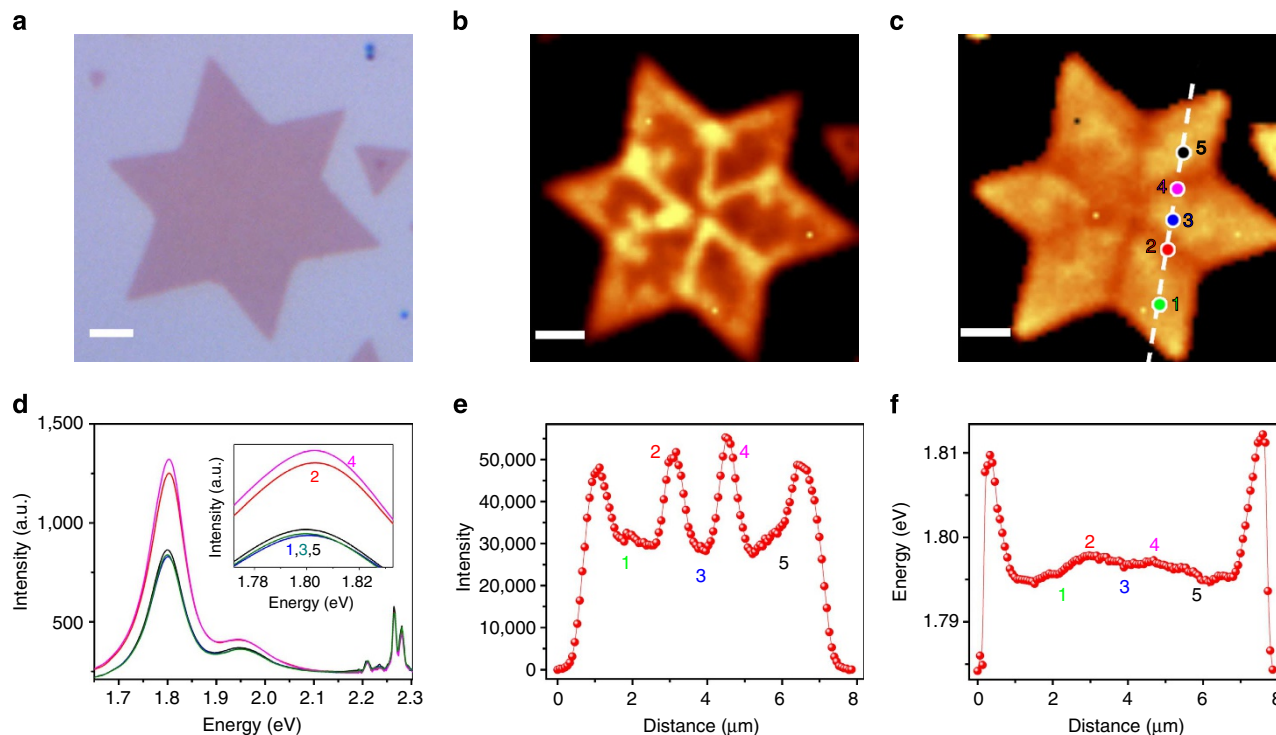 a
b
c
5
4
3
2
1
d
1,500
1,000
500
Intensity (a.u.)
1.7 1.8 1.9 2.0 2.1 2.2 2.3
Energy (eV)
Intensity (a.u.)
4
2
1,3,5
1.78 1.80 1.82
Energy (eV)
e
50,000
40,000
30,000
20,000
10,000
0
Intensity
2
4
1
3
5
0 2 4 6 8
Distance (μm)
f
1.81
1.80
1.79
Energy (eV)
2
4
1
3
5
0 2 4 6 8
Distance (μm)